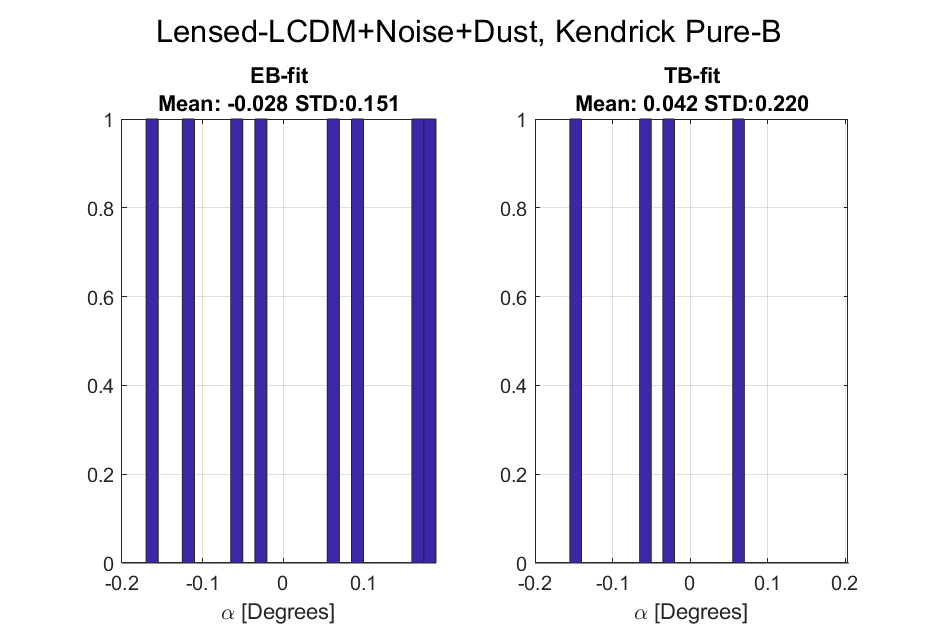 Lensed-LCDM+Noise+Dust, Kendrick Pure-B
EB-fit
Mean: -0.028 STD:0.151
1
0.8
0.6
0.4
0.2
0
-0.2 -0.1 0 0.1
α [Degrees]
TB-fit
Mean: 0.042 STD:0.220
1
0.8
0.6
0.4
0.2
0
-0.2 -0.1 0 0.1 0.2
α [Degrees]